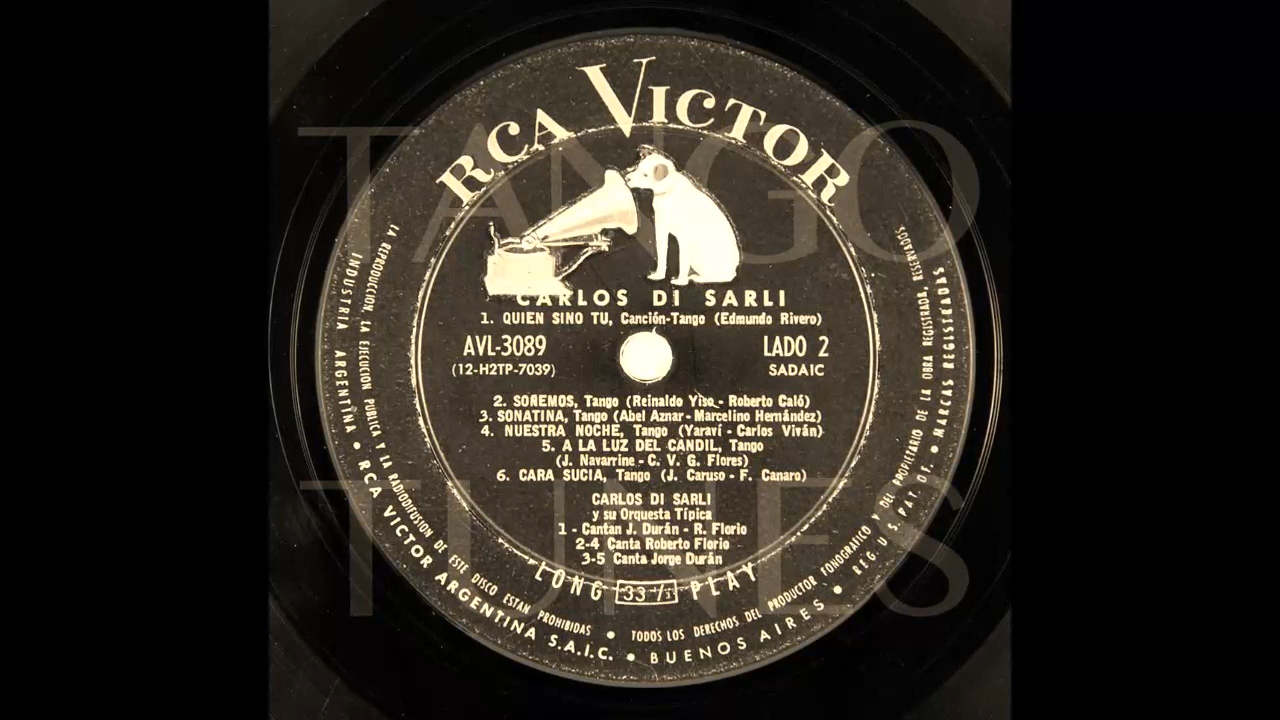 RCA VICTOR
CARLOS DI SARLI
1. QUIEN SINO TU, Canción-Tango (Edmundo Rivero)
AVL-3089
LADO 2
(12-H2TP-7039)
SADAIC
2. SOÑEMOS, Tango (Reinaldo Yiso - Roberto Caló)
3. SONATINA, Tango (Abel Aznar - Marcelino Hernández)
4. NUESTRA NOCHE, Tango (Yaraví - Carlos Viván)
5. A LA LUZ DEL CANDIL, Tango
(J. Navarrine - C. V. G. Flores)
6. CARA SUCIA, Tango (J. Caruso - F. Canaro)
CARLOS DI SARLI
y su Orquesta Típica
1 - Cantan J. Durán - R. Florio
2-4 Canta Roberto Florio
3-5 Canta Jorge Durán
LONG 33⅓ PLAY
LA REPRODUCCION, LA EJECUCION PUBLICA Y LA RADIODIFUSION DE ESTE DISCO ESTAN PROHIBIDAS • TODOS LOS DERECHOS DEL PRODUCTOR FONOGRAFICO Y DEL PROPIETARIO DE LA OBRA REGISTRADA, RESERVADOS
INDUSTRIA ARGENTINA • RCA VICTOR ARGENTINA S.A.I.C. • BUENOS AIRES • REG. U. S. PAT. OF. • MARCAS REGISTRADAS
TANGO
TUNES